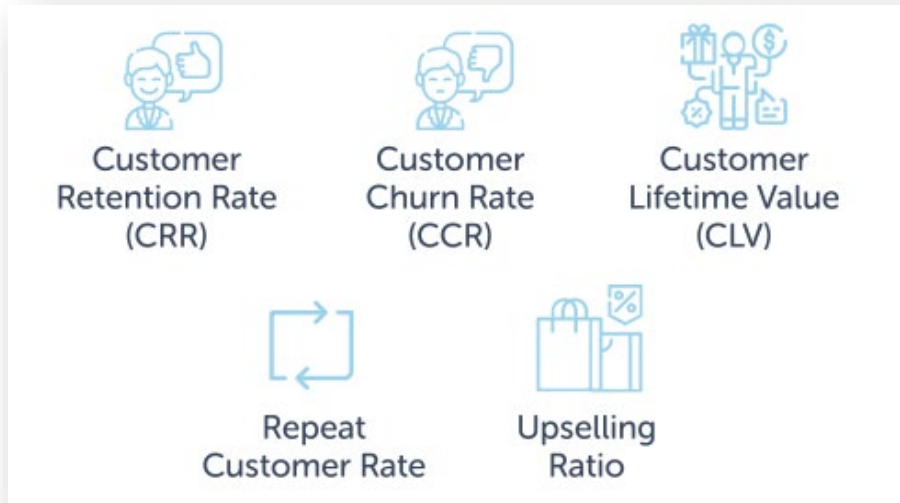 Customer
Retention Rate
(CRR)
Customer
Churn Rate
(CCR)
Customer
Lifetime Value
(CLV)
Repeat
Customer Rate
Upselling
Ratio